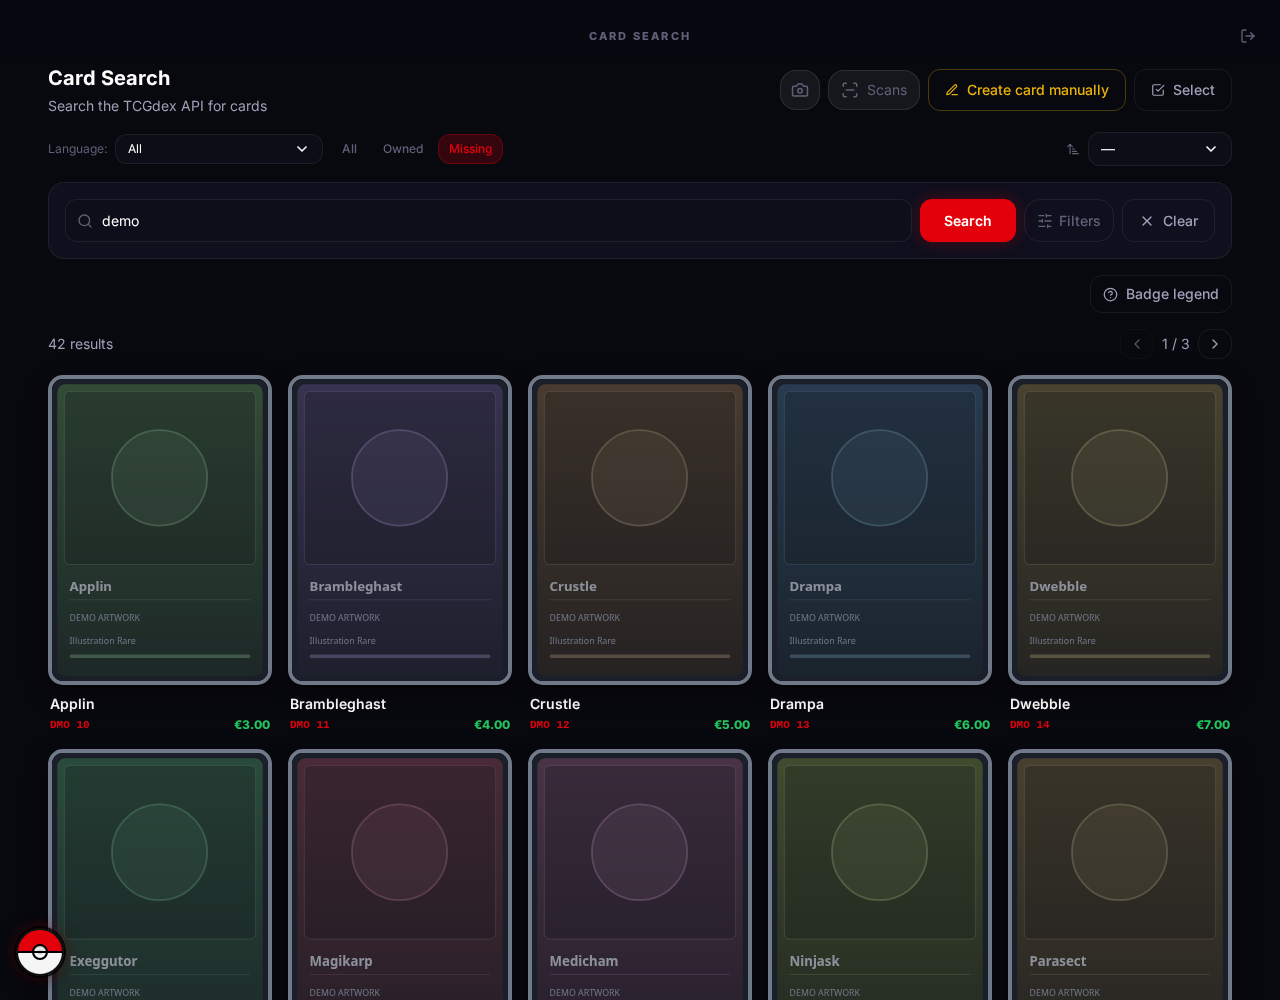 CARD SEARCH
Card Search
Search the TCGdex API for cards
Scans
Create card manually
Select
Language:
All
All
Owned
Missing
—
demo
Search
Filters
Clear
Badge legend
42 results
1 / 3
Applin
DEMO ARTWORK
Illustration Rare
Brambleghast
DEMO ARTWORK
Illustration Rare
Crustle
DEMO ARTWORK
Illustration Rare
Drampa
DEMO ARTWORK
Illustration Rare
Dwebble
DEMO ARTWORK
Illustration Rare
Applin
DMO 10 €3.00
Brambleghast
DMO 11 €4.00
Crustle
DMO 12 €5.00
Drampa
DMO 13 €6.00
Dwebble
DMO 14 €7.00
Exeggutor
DEMO ARTWORK
Magikarp
DEMO ARTWORK
Medicham
DEMO ARTWORK
Ninjask
DEMO ARTWORK
Parasect
DEMO ARTWORK